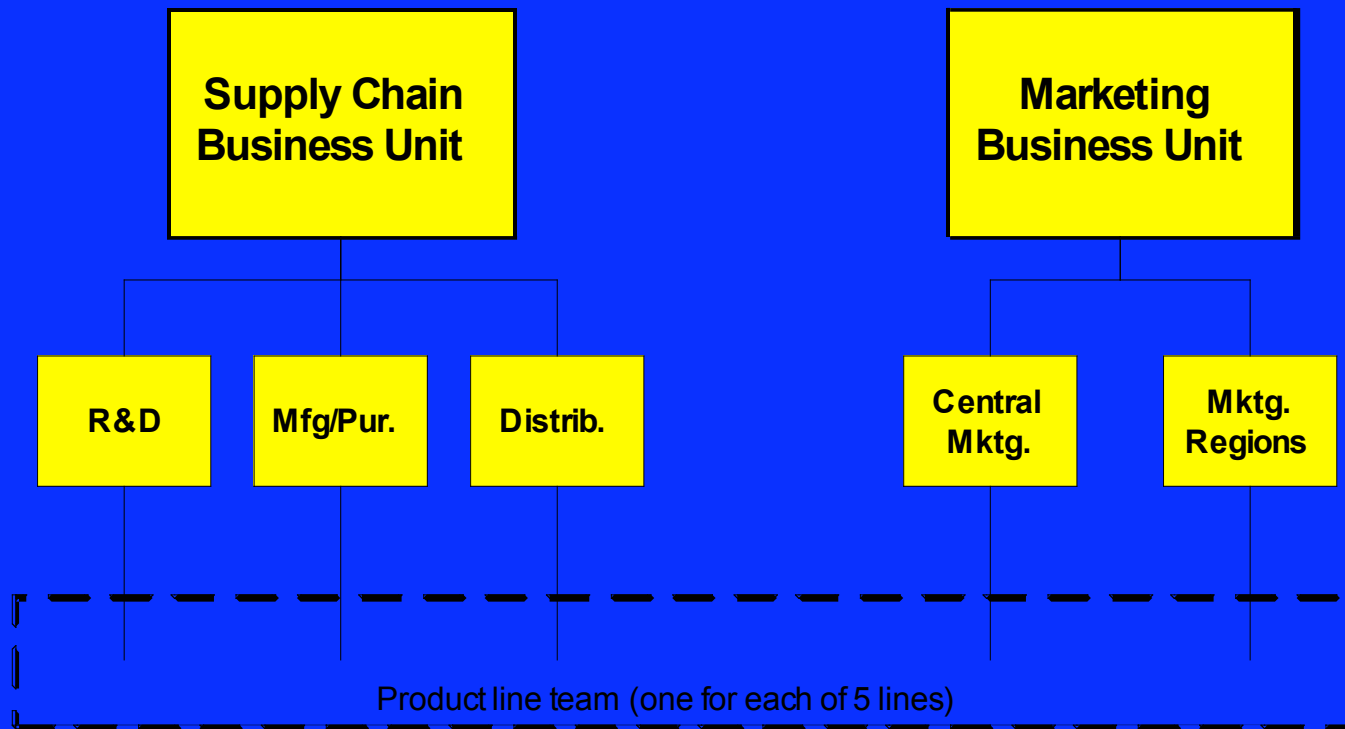 Supply Chain
Business Unit
Marketing
Business Unit
R&D
Mfg/Pur.
Distrib.
Central
Mktg.
Mktg.
Regions
Product line team (one for each of 5 lines)